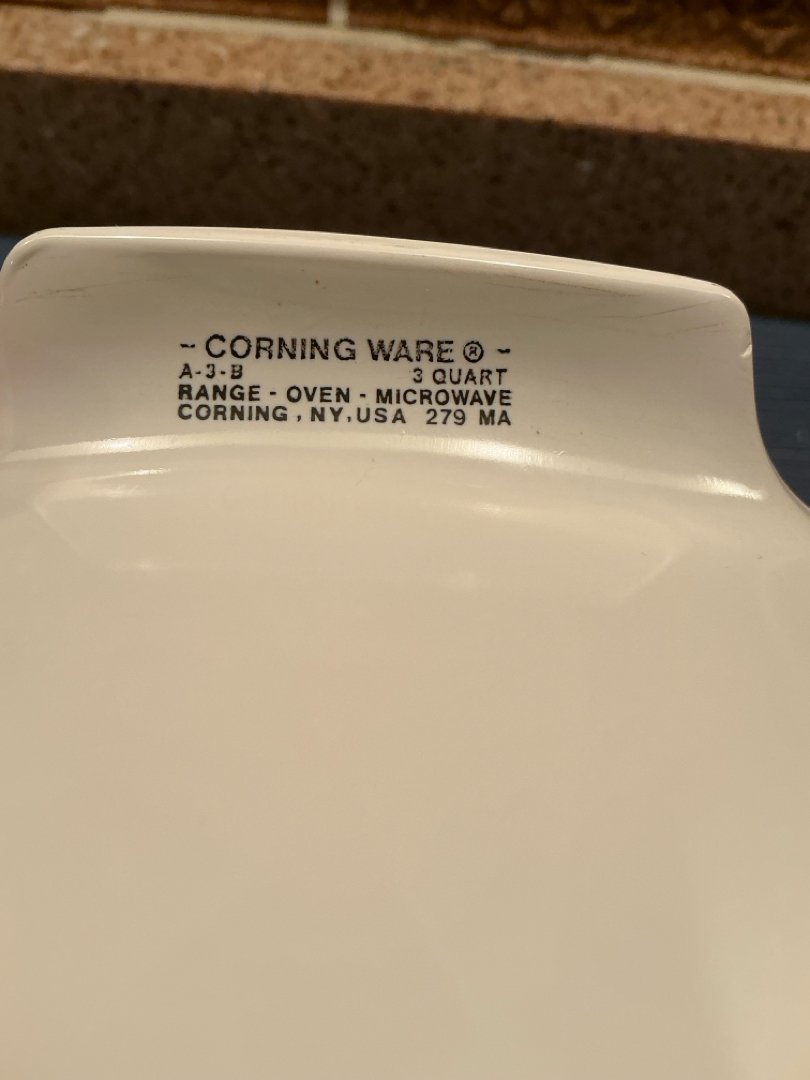 - CORNING WARE ® -
A-3-B 3 QUART
RANGE - OVEN - MICROWAVE
CORNING, NY, USA 279 MA